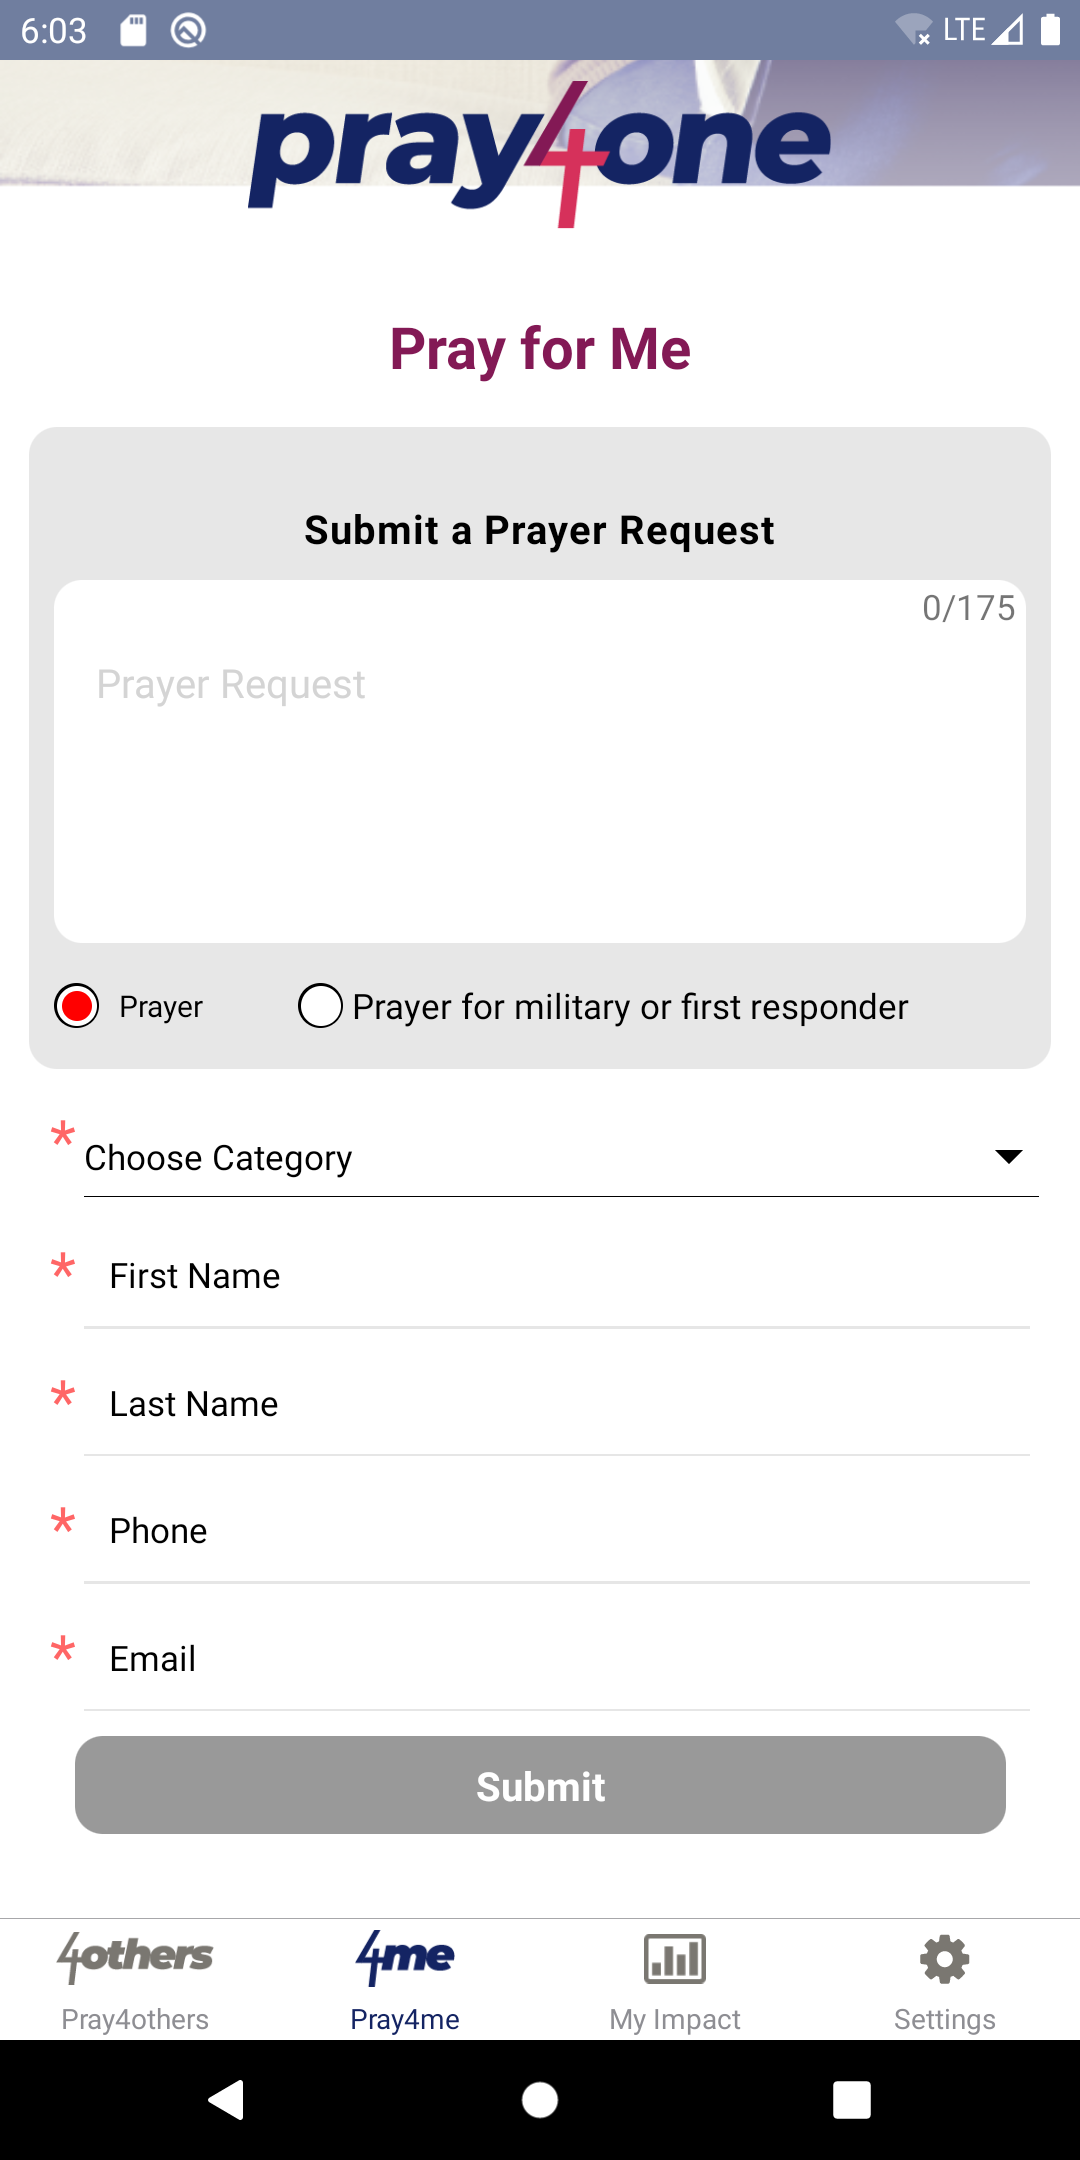 6:03
LTE
pray4one
Pray for Me
Submit a Prayer Request
0/175
Prayer Request
Prayer
Prayer for military or first responder
* Choose Category
* First Name
* Last Name
* Phone
* Email
Submit
4others
4me
Pray4others
Pray4me
My Impact
Settings